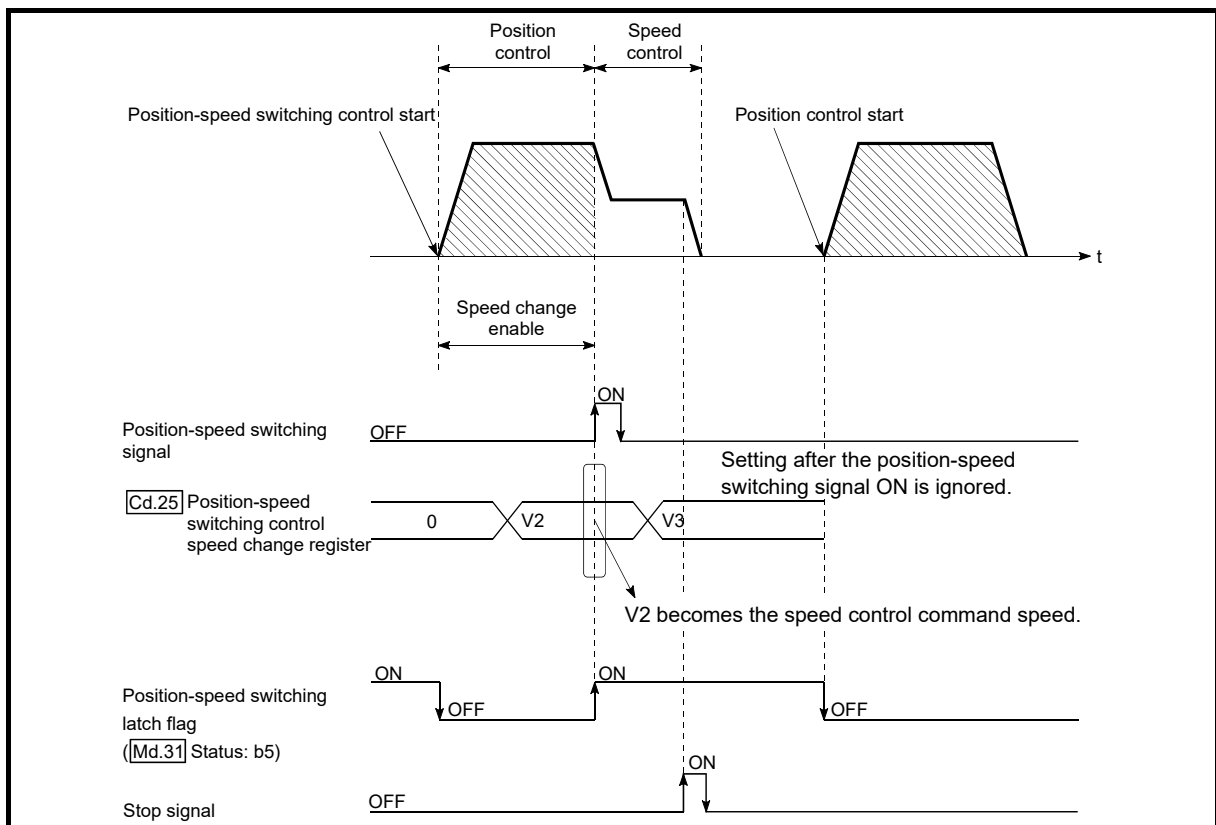 Position
control
Speed
control
Position-speed switching control start
Position control start
t
Speed change
enable
ON
Position-speed switching
signal
OFF
Setting after the position-speed
switching signal ON is ignored.
Cd.25 Position-speed
switching control
speed change register
0
V2
V3
V2 becomes the speed control command speed.
ON
OFF
ON
OFF
Position-speed switching
latch flag
(Md.31 Status: b5)
ON
Stop signal
OFF